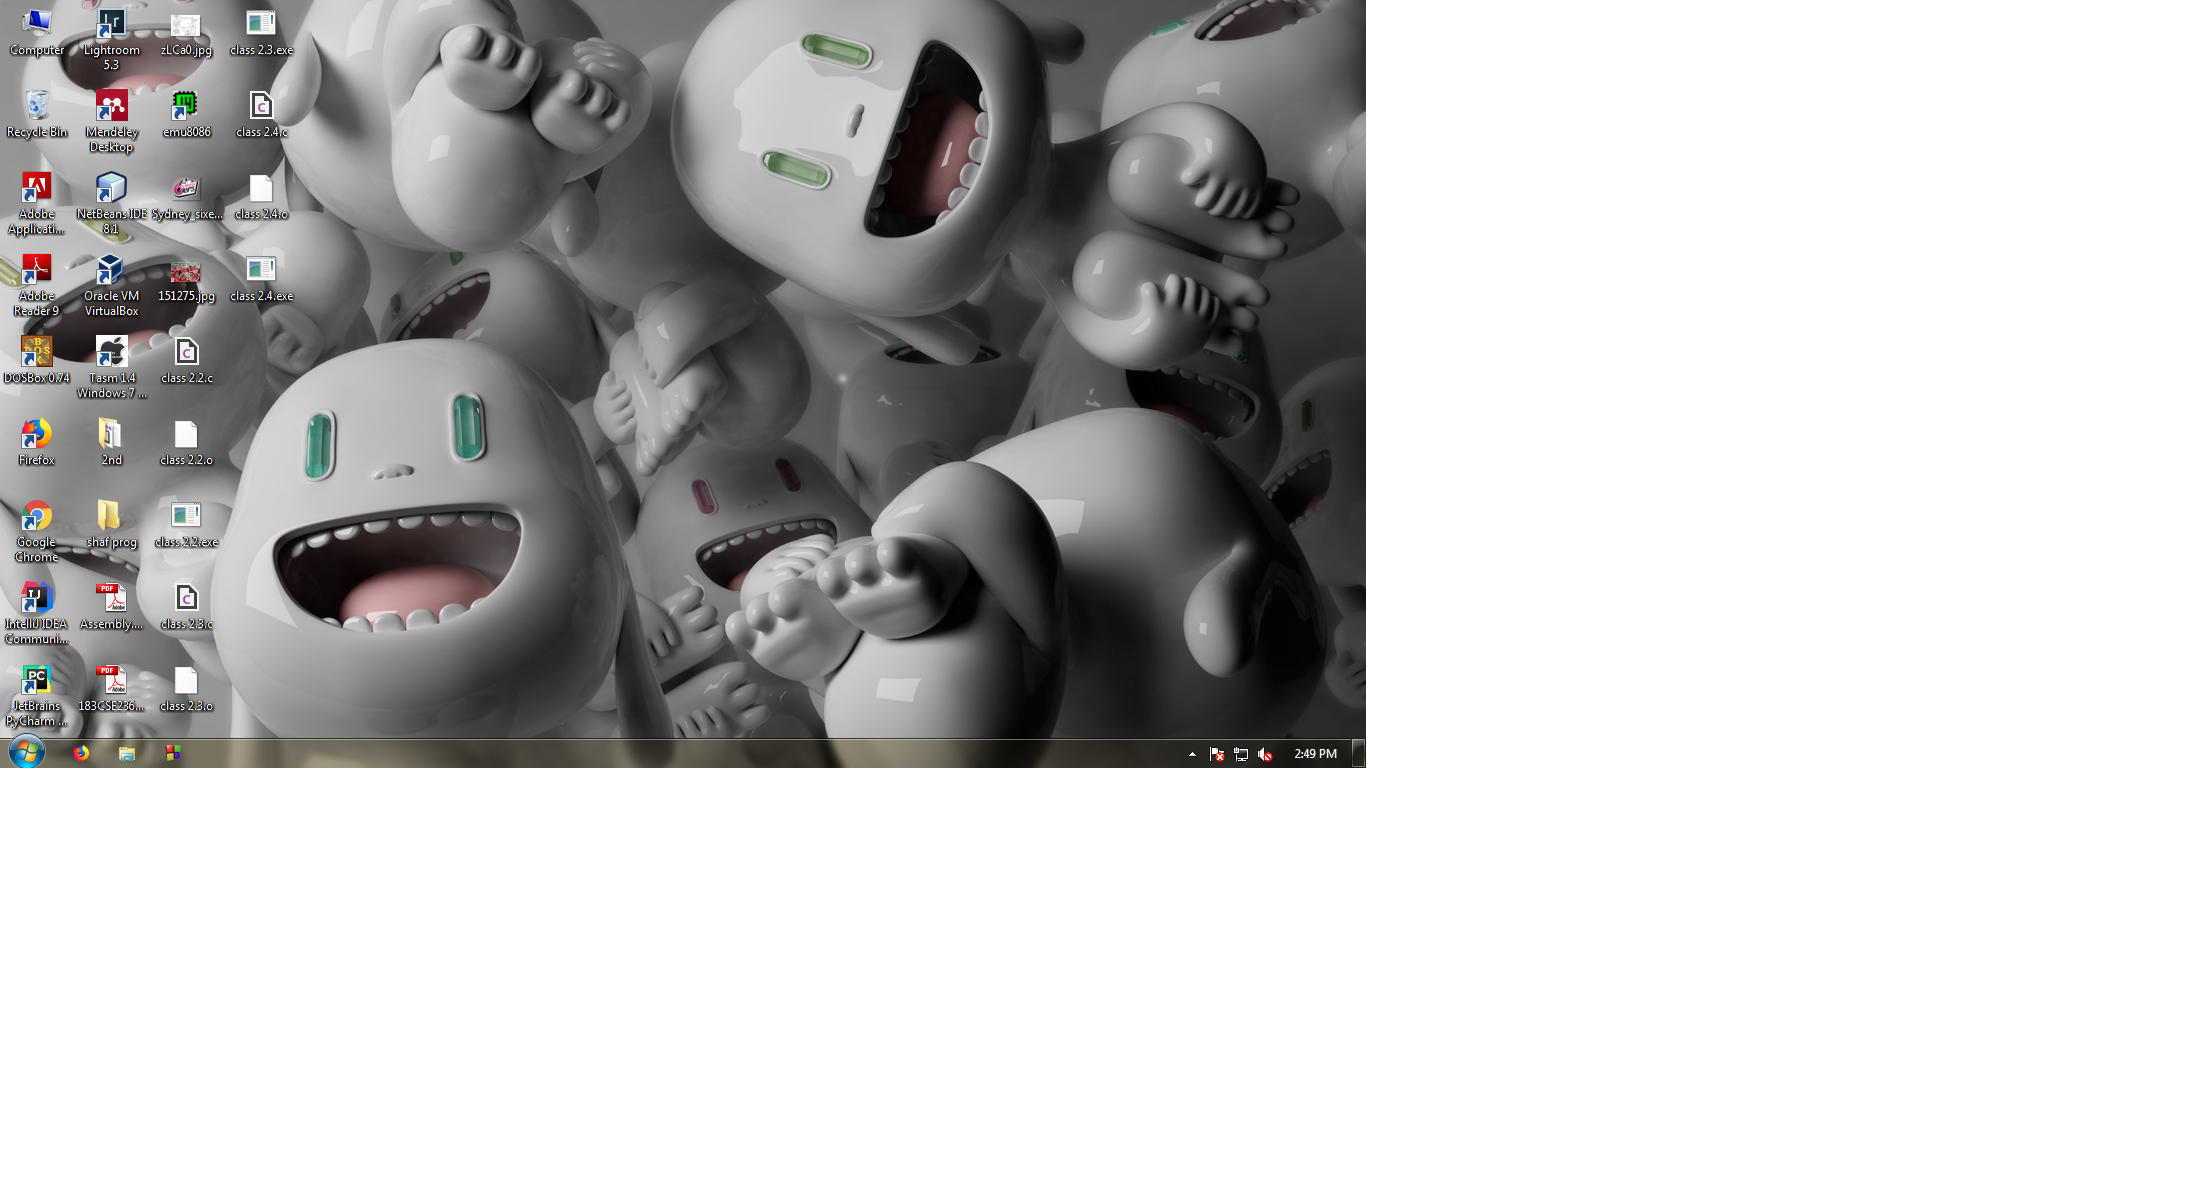 Computer
Lightroom
5.3
zLCa0.jpg
class 2.3.exe
Recycle Bin
Mendeley
Desktop
emu8086
class 2.4.c
Adobe
Applicati...
NetBeans IDE
8.1
Sydney_sixe...
class 2.4.o
Adobe
Reader 9
Oracle VM
VirtualBox
151275.jpg
class 2.4.exe
DOSBox 0.74
Tasm 1.4
Windows 7 ...
class 2.2.c
Firefox
2nd
class 2.2.o
Google
Chrome
shaf prog
class 2.2.exe
IntelliJ IDEA
Communi...
Assembly....
class 2.3.c
JetBrains
PyCharm ...
183CSE236...
class 2.3.o
2:49 PM